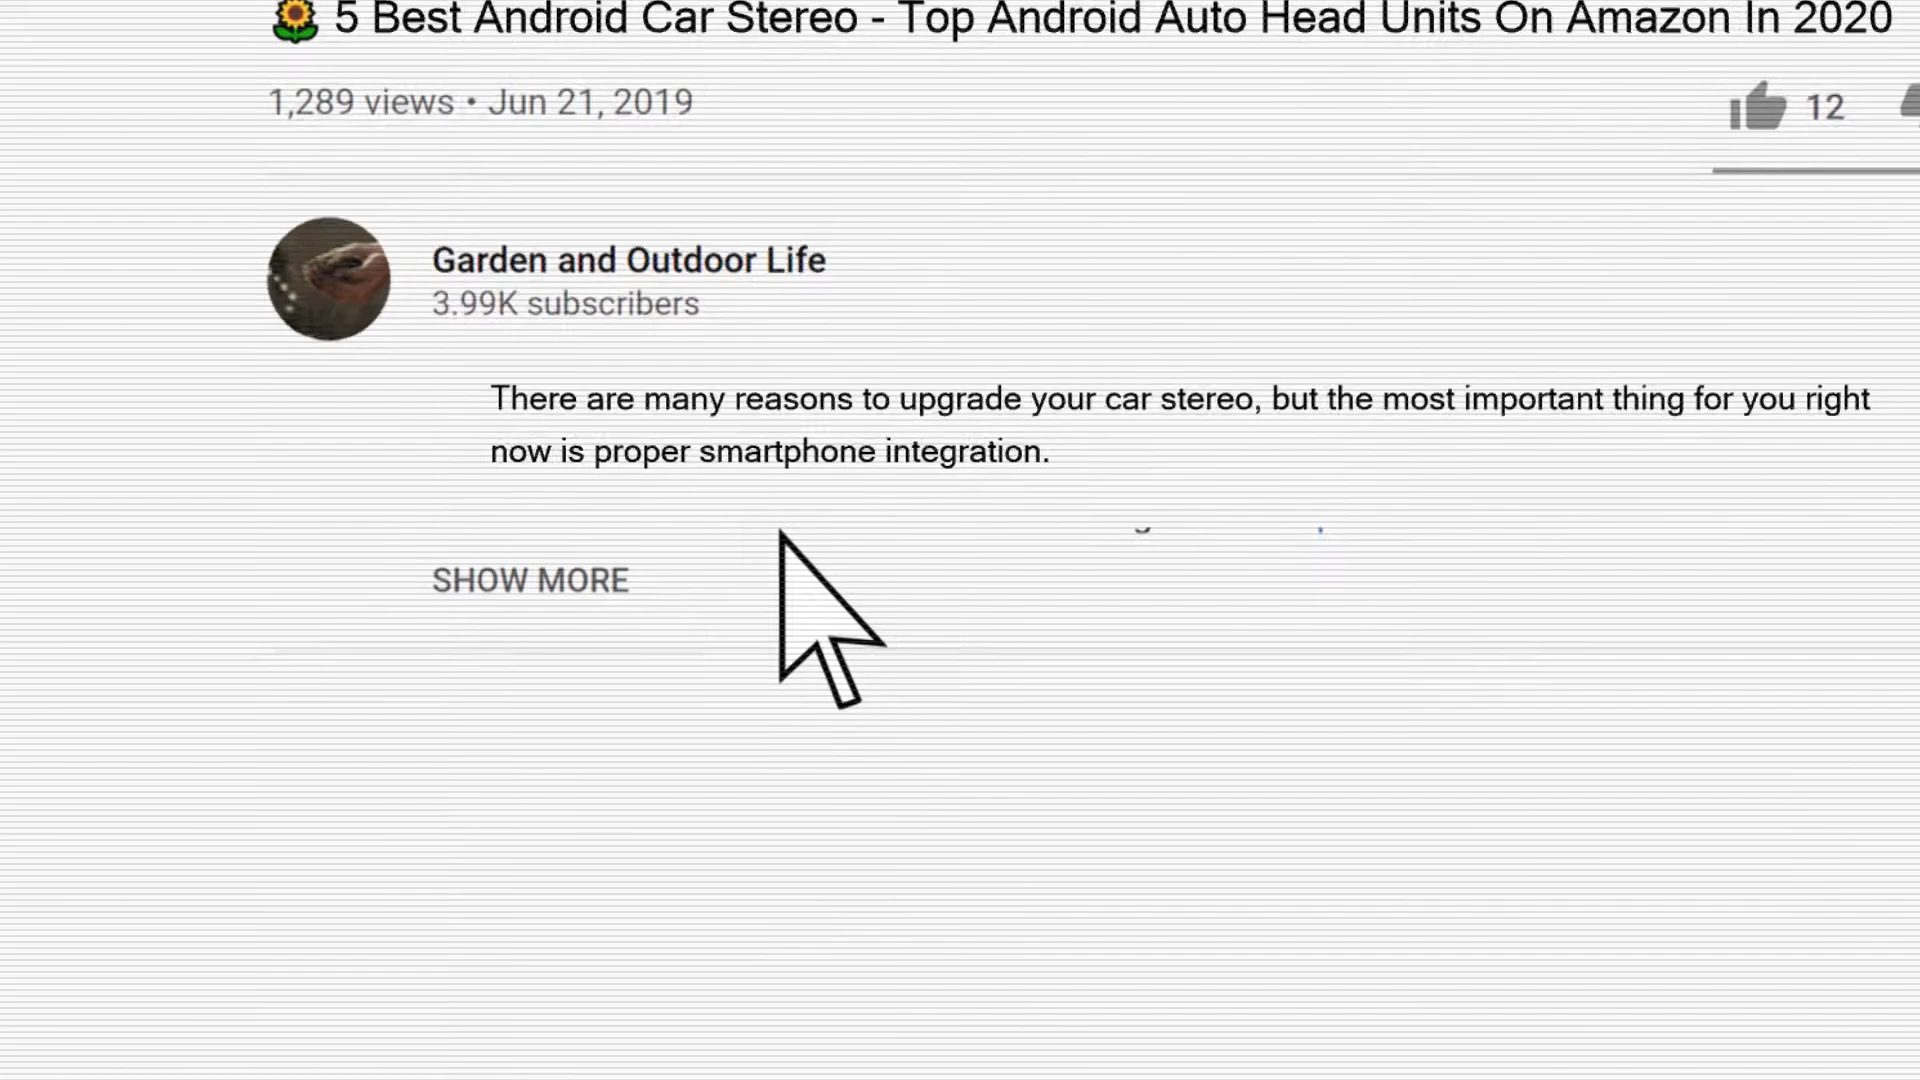 🌻 5 Best Android Car Stereo - Top Android Auto Head Units On Amazon In 2020
1,289 views • Jun 21, 2019
12
Garden and Outdoor Life
3.99K subscribers
There are many reasons to upgrade your car stereo, but the most important thing for you right
now is proper smartphone integration.
SHOW MORE